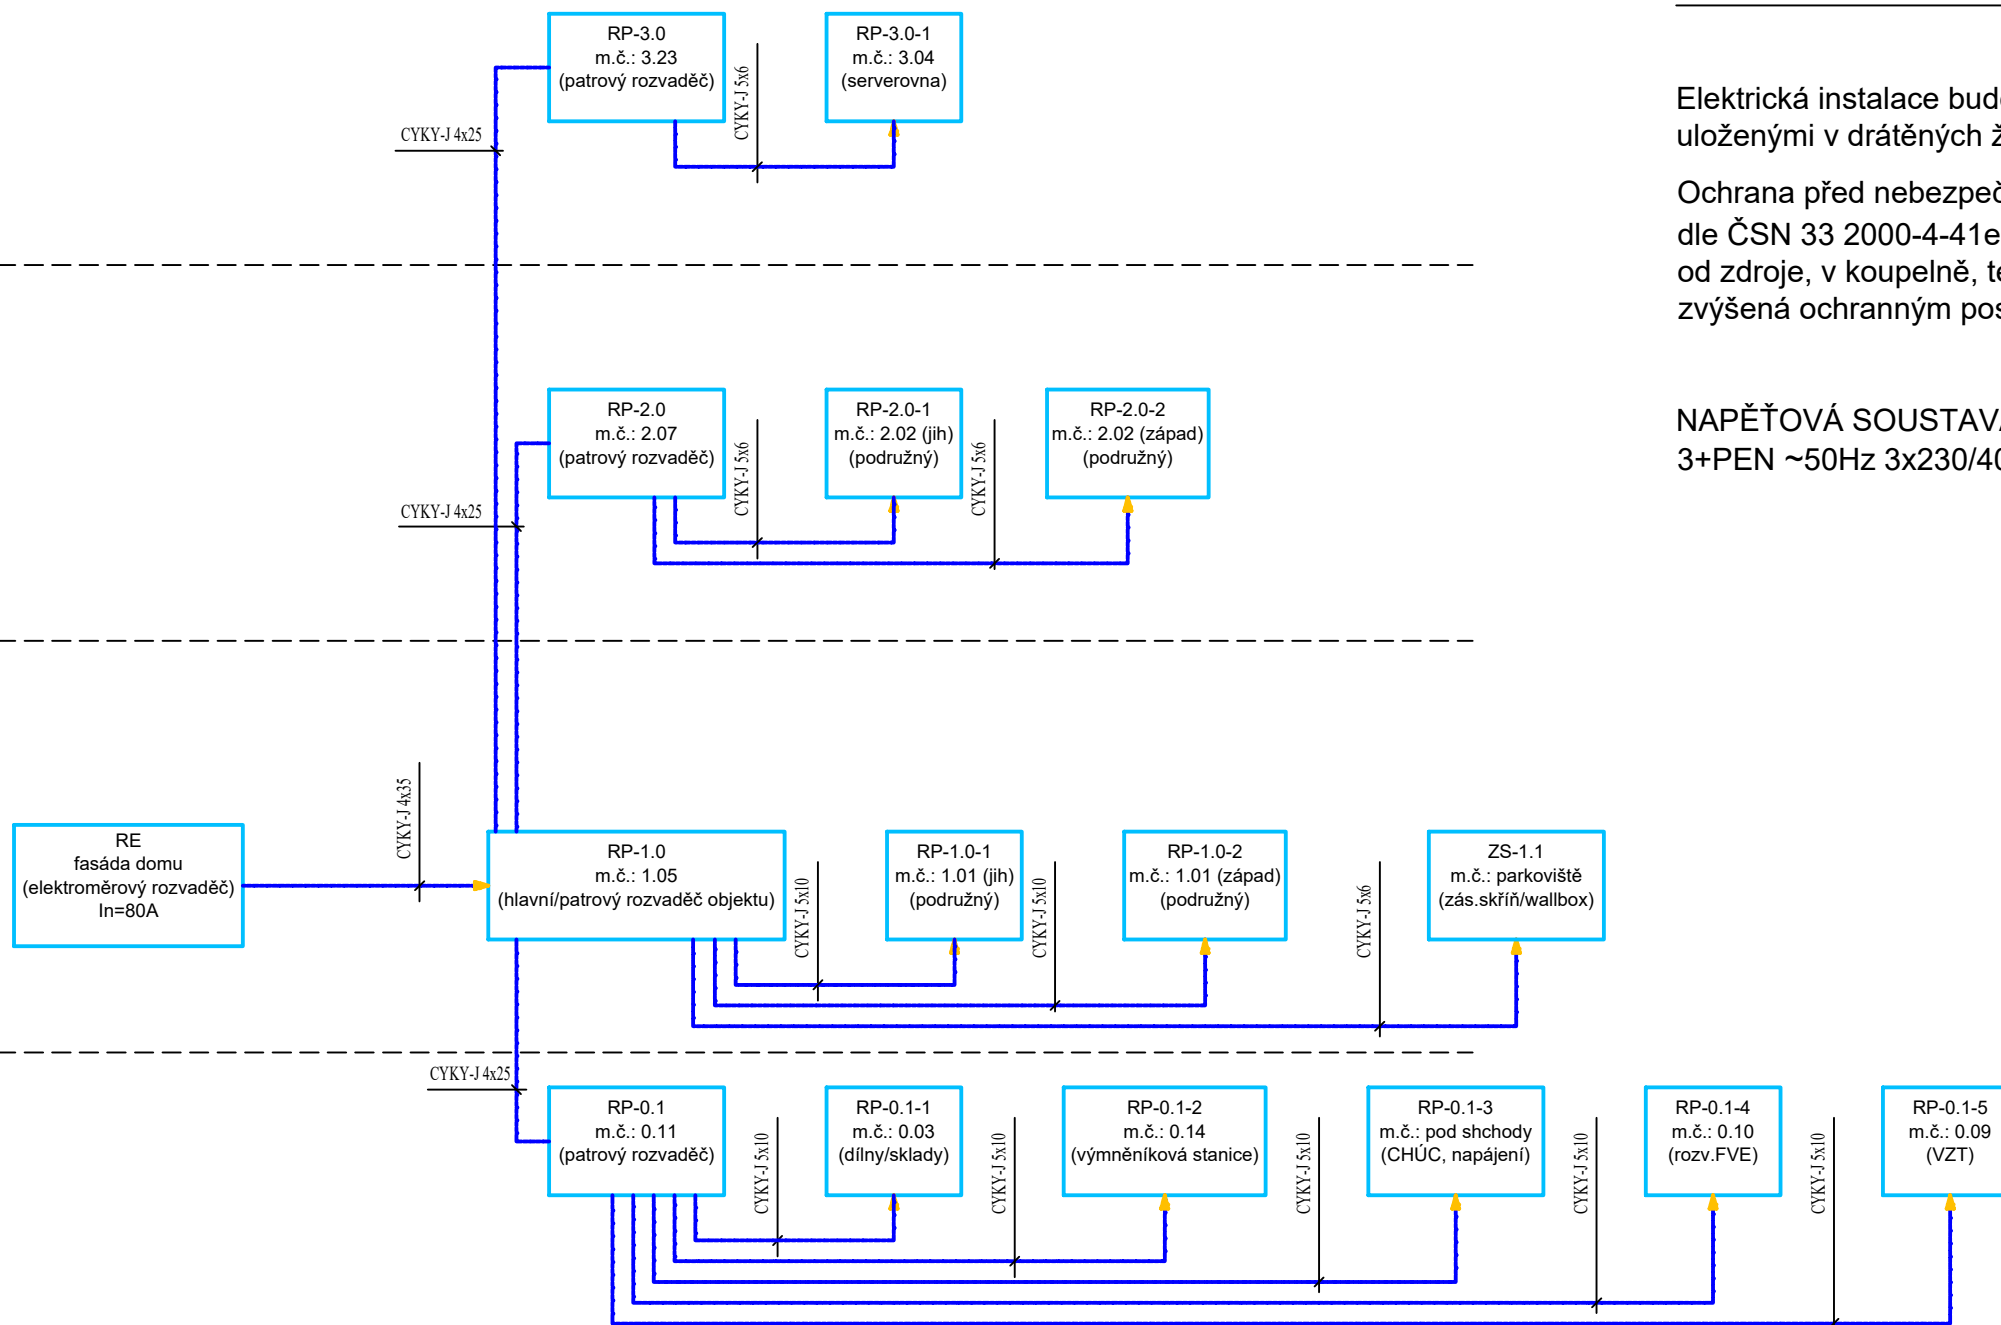 RP-3.0
m.č.: 3.23
(patrový rozvaděč)
RP-3.0-1
m.č.: 3.04
(serverovna)
CYKY-J 4x25
CYKY-J 5x6
Elektrická instalace bud
uloženými v drátěných ž
Ochrana před nebezpeč
dle ČSN 33 2000-4-41e
od zdroje, v koupelně, te
zvýšená ochranným pos
NAPĚŤOVÁ SOUSTAVA
3+PEN ~50Hz 3x230/40
RP-2.0
m.č.: 2.07
(patrový rozvaděč)
RP-2.0-1
m.č.: 2.02 (jih)
(podružný)
RP-2.0-2
m.č.: 2.02 (západ)
(podružný)
CYKY-J 4x25
CYKY-J 5x6
CYKY-J 5x6
RE
fasáda domu
(elektroměrový rozvaděč)
In=80A
CYKY-J 4x35
RP-1.0
m.č.: 1.05
(hlavní/patrový rozvaděč objektu)
CYKY-J 5x10
RP-1.0-1
m.č.: 1.01 (jih)
(podružný)
CYKY-J 5x10
RP-1.0-2
m.č.: 1.01 (západ)
(podružný)
CYKY-J 5x6
ZS-1.1
m.č.: parkoviště
(zás.skříň/wallbox)
CYKY-J 4x25
RP-0.1
m.č.: 0.11
(patrový rozvaděč)
CYKY-J 5x10
RP-0.1-1
m.č.: 0.03
(dílny/sklady)
CYKY-J 5x10
RP-0.1-2
m.č.: 0.14
(výmněníková stanice)
CYKY-J 5x10
RP-0.1-3
m.č.: pod shchody
(CHÚC, napájení)
CYKY-J 5x10
RP-0.1-4
m.č.: 0.10
(rozv.FVE)
CYKY-J 5x10
RP-0.1-5
m.č.: 0.09
(VZT)